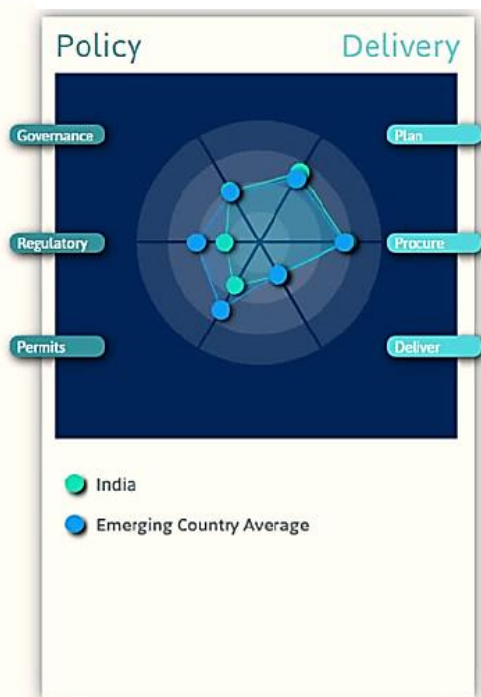 Policy Delivery
Governance Plan
Regulatory Procure
Permits Deliver
India
Emerging Country Average